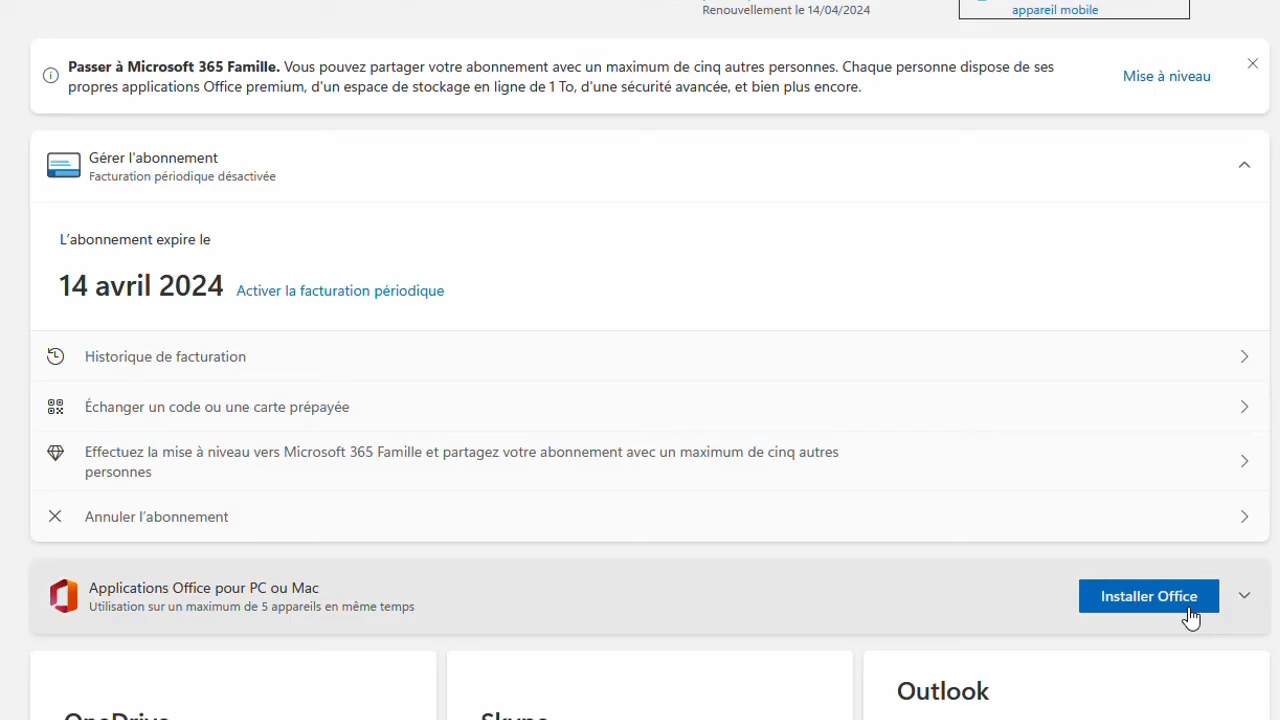 Renouvellement le 14/04/2024
appareil mobile
Passer à Microsoft 365 Famille. Vous pouvez partager votre abonnement avec un maximum de cinq autres personnes. Chaque personne dispose de ses
propres applications Office premium, d'un espace de stockage en ligne de 1 To, d'une sécurité avancée, et bien plus encore.
Mise à niveau
Gérer l'abonnement
Facturation périodique désactivée
L’abonnement expire le
14 avril 2024 Activer la facturation périodique
Historique de facturation
Échanger un code ou une carte prépayée
Effectuez la mise à niveau vers Microsoft 365 Famille et partagez votre abonnement avec un maximum de cinq autres
personnes
Annuler l’abonnement
Applications Office pour PC ou Mac
Utilisation sur un maximum de 5 appareils en même temps
Installer Office
OneDrive
Skype
Outlook